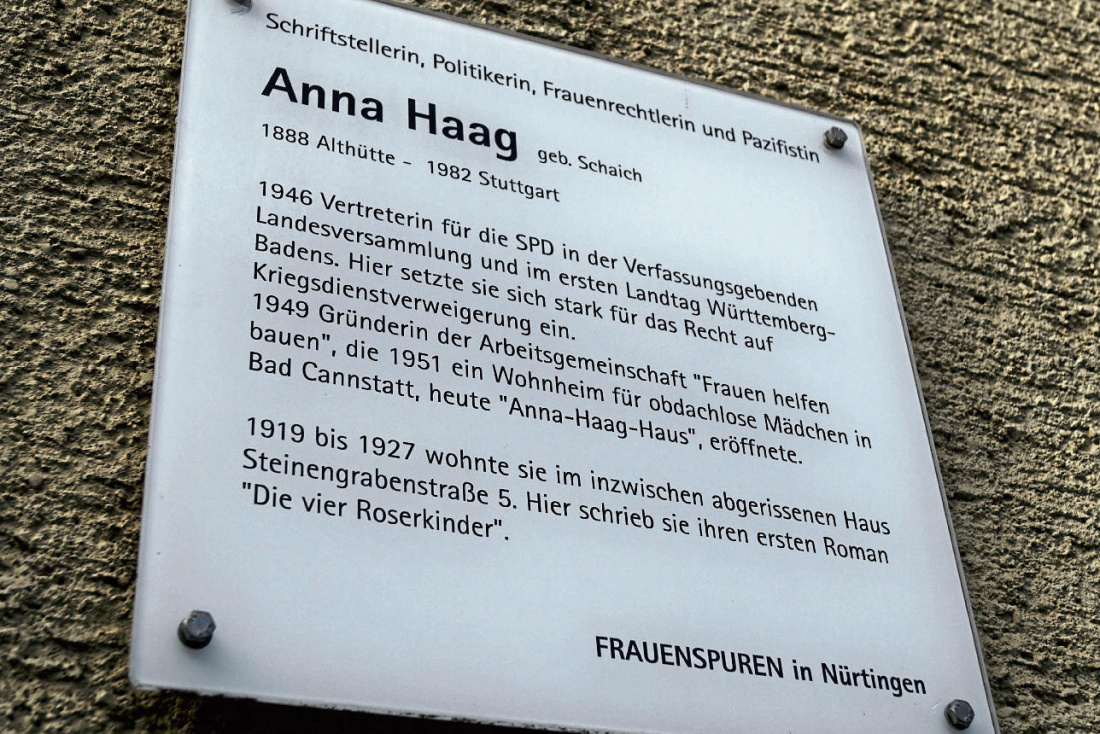 Schriftstellerin, Politikerin, Frauenrechtlerin und Pazifistin
Anna Haag geb. Schaich
1888 Althütte - 1982 Stuttgart
1946 Vertreterin für die SPD in der Verfassungsgebenden
Landesversammlung und im ersten Landtag Württemberg-
Badens. Hier setzte sie sich stark für das Recht auf
Kriegsdienstverweigerung ein.
1949 Gründerin der Arbeitsgemeinschaft "Frauen helfen
bauen", die 1951 ein Wohnheim für obdachlose Mädchen in
Bad Cannstatt, heute "Anna-Haag-Haus", eröffnete.
1919 bis 1927 wohnte sie im inzwischen abgerissenen Haus
Steinengrabenstraße 5. Hier schrieb sie ihren ersten Roman
"Die vier Roserkinder".
FRAUENSPUREN in Nürtingen